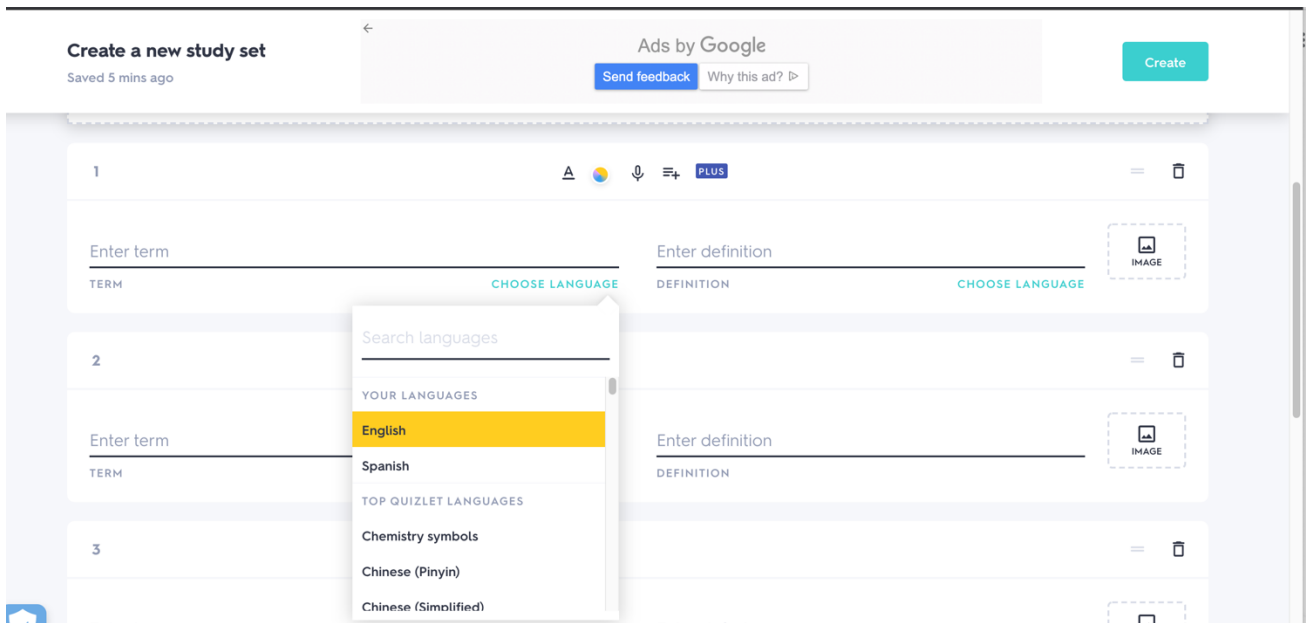 Create a new study set
Saved 5 mins ago
Ads by Google
Send feedback
Why this ad?
Create
1
A
PLUS
Enter term
Enter definition
IMAGE
TERM
CHOOSE LANGUAGE
DEFINITION
CHOOSE LANGUAGE
Search languages
YOUR LANGUAGES
English
Spanish
TOP QUIZLET LANGUAGES
Chemistry symbols
Chinese (Pinyin)
Chinese (Simplified)
2
Enter term
Enter definition
IMAGE
TERM
DEFINITION
3